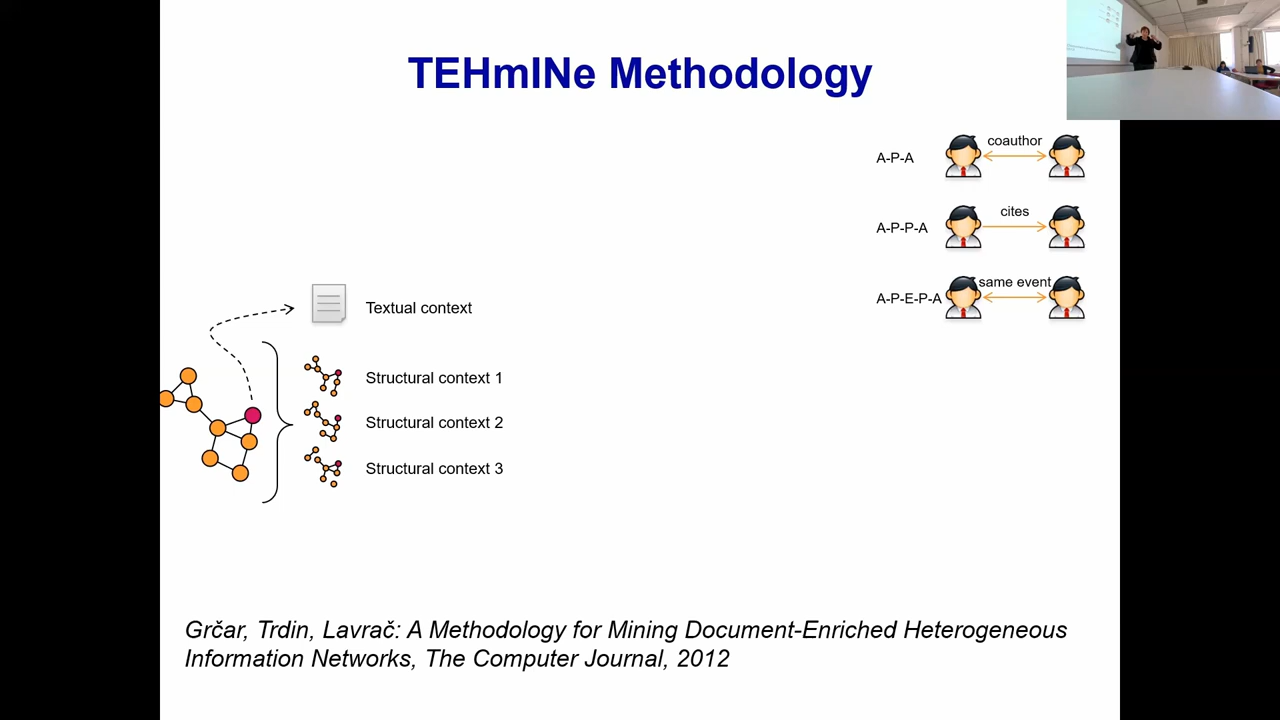 TEHmINe Methodology
A-P-A
coauthor
A-P-P-A
cites
A-P-E-P-A
same event
Textual context
Structural context 1
Structural context 2
Structural context 3
Grčar, Trdin, Lavrač: A Methodology for Mining Document-Enriched Heterogeneous
Information Networks, The Computer Journal, 2012